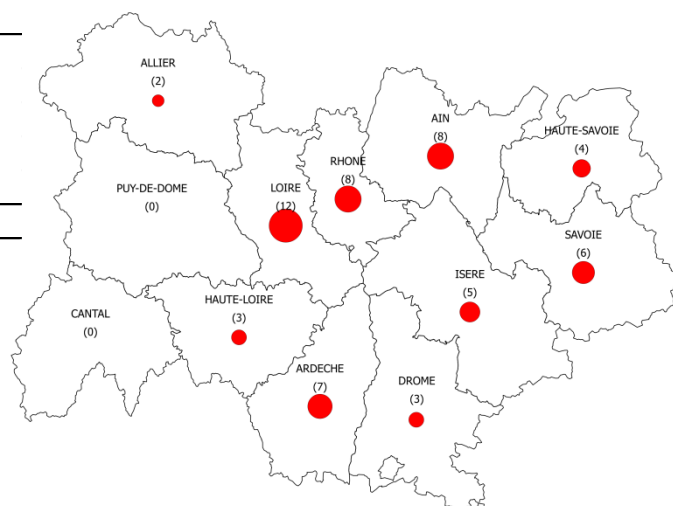 ALLIER
(2)
AIN
(8)
HAUTE-SAVOIE
(4)
RHONE
(8)
PUY-DE-DOME
(0)
LOIRE
(12)
SAVOIE
(6)
ISERE
(5)
HAUTE-LOIRE
(3)
CANTAL
(0)
ARDECHE
(7)
DROME
(3)